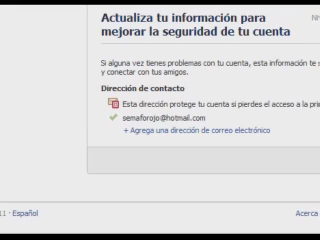 Actualiza tu información para
mejorar la seguridad de tu cuenta
Si alguna vez tienes problemas con tu cuenta, esta información te
y conectar con tus amigos.
Dirección de contacto
Esta dirección protege tu cuenta si pierdes el acceso a la
semaforojo@hotmail.com
+ Agrega una dirección de correo electrónico
11 · Español
Acerca